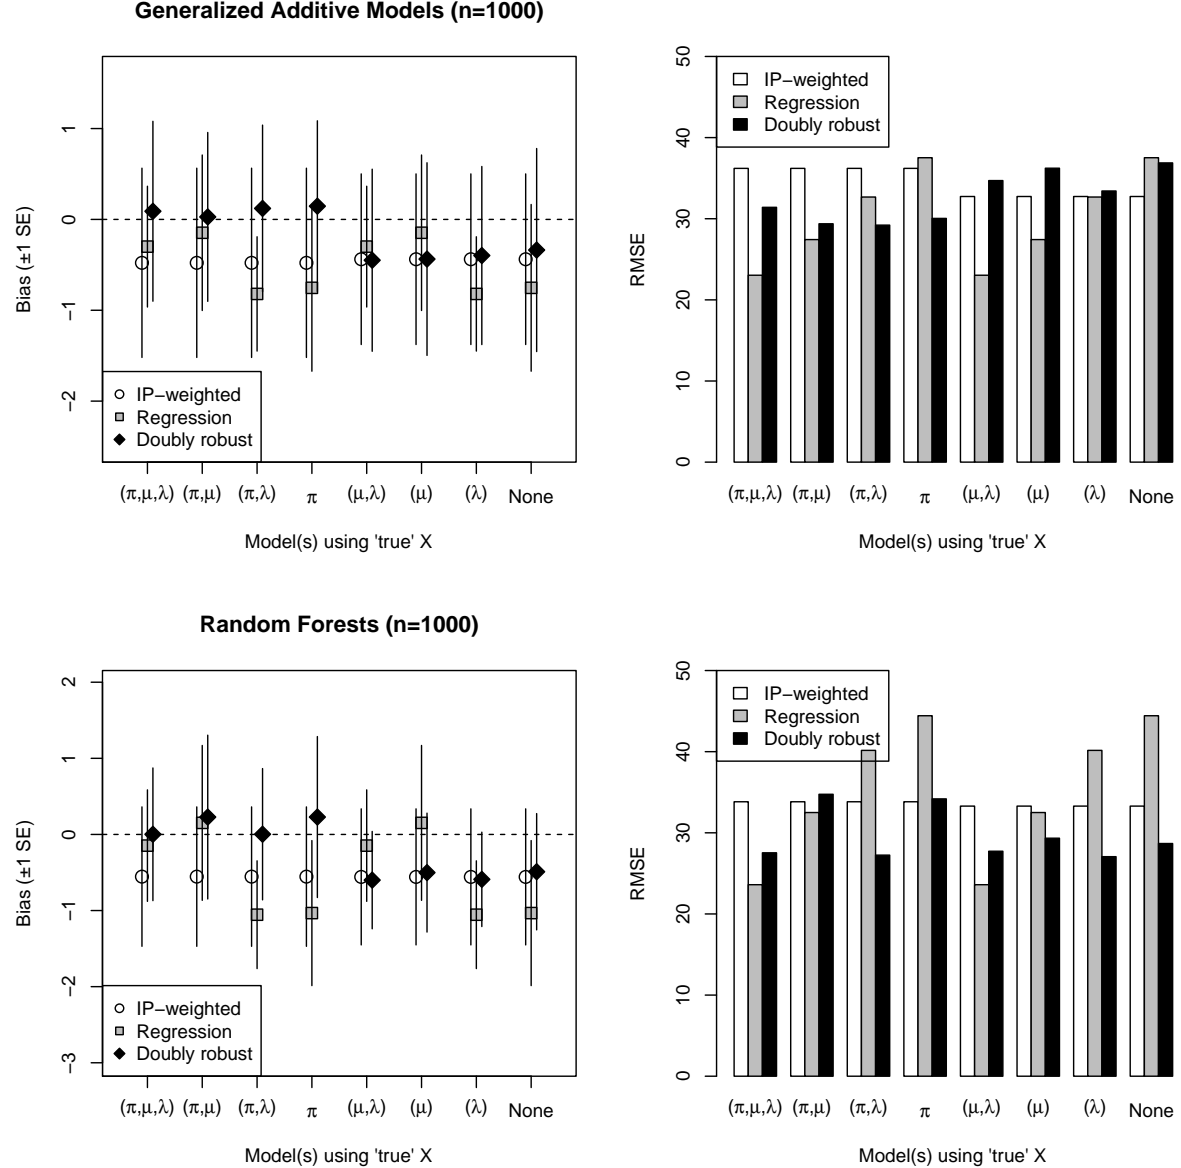 Generalized Additive Models (n=1000)
Bias (±1 SE)
1
0
−1
−2
IP−weighted
Regression
Doubly robust
(π,μ,λ) (π,μ) (π,λ) π (μ,λ) (μ) (λ) None
Model(s) using 'true' X
RMSE
50
40
30
20
10
0
IP−weighted
Regression
Doubly robust
(π,μ,λ) (π,μ) (π,λ) π (μ,λ) (μ) (λ) None
Model(s) using 'true' X
Random Forests (n=1000)
Bias (±1 SE)
2
1
0
−1
−2
−3
IP−weighted
Regression
Doubly robust
(π,μ,λ) (π,μ) (π,λ) π (μ,λ) (μ) (λ) None
Model(s) using 'true' X
RMSE
50
40
30
20
10
0
IP−weighted
Regression
Doubly robust
(π,μ,λ) (π,μ) (π,λ) π (μ,λ) (μ) (λ) None
Model(s) using 'true' X